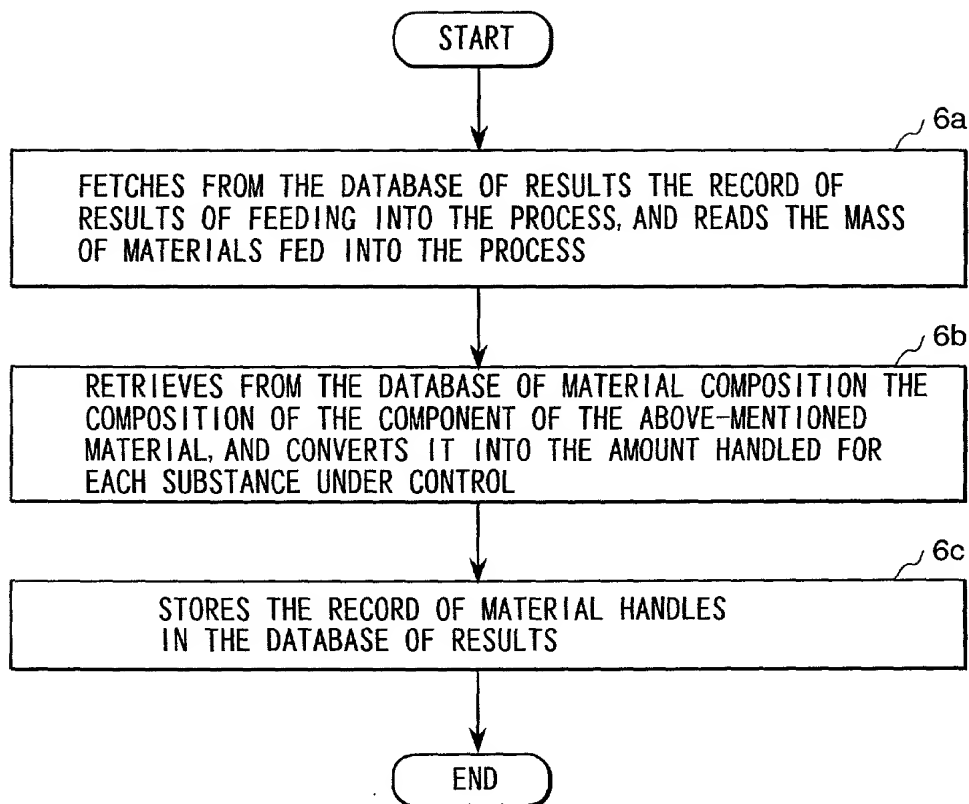 START
6a
FETCHES FROM THE DATABASE OF RESULTS THE RECORD OF
RESULTS OF FEEDING INTO THE PROCESS, AND READS THE MASS
OF MATERIALS FED INTO THE PROCESS
6b
RETRIEVES FROM THE DATABASE OF MATERIAL COMPOSITION THE
COMPOSITION OF THE COMPONENT OF THE ABOVE-MENTIONED
MATERIAL, AND CONVERTS IT INTO THE AMOUNT HANDLED FOR
EACH SUBSTANCE UNDER CONTROL
6c
STORES THE RECORD OF MATERIAL HANDLES
IN THE DATABASE OF RESULTS
END